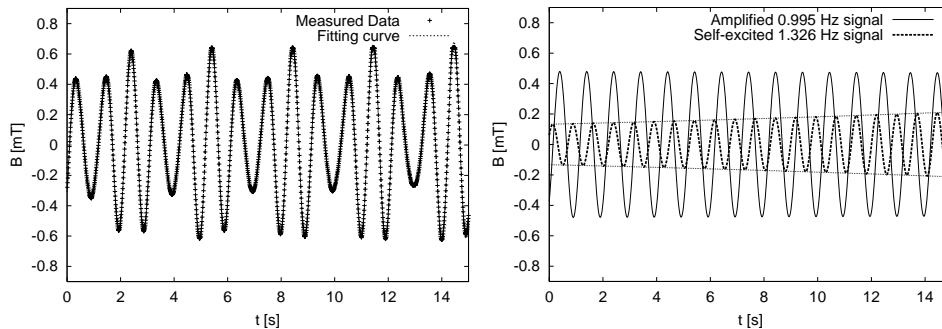 Measured Data
Fitting curve
B [mT]
0.8
0.6
0.4
0.2
0
-0.2
-0.4
-0.6
-0.8
0 2 4 6 8 10 12 14
t [s]
Amplified 0.995 Hz signal
Self-excited 1.326 Hz signal
B [mT]
0.8
0.6
0.4
0.2
0
-0.2
-0.4
-0.6
-0.8
0 2 4 6 8 10 12 14
t [s]